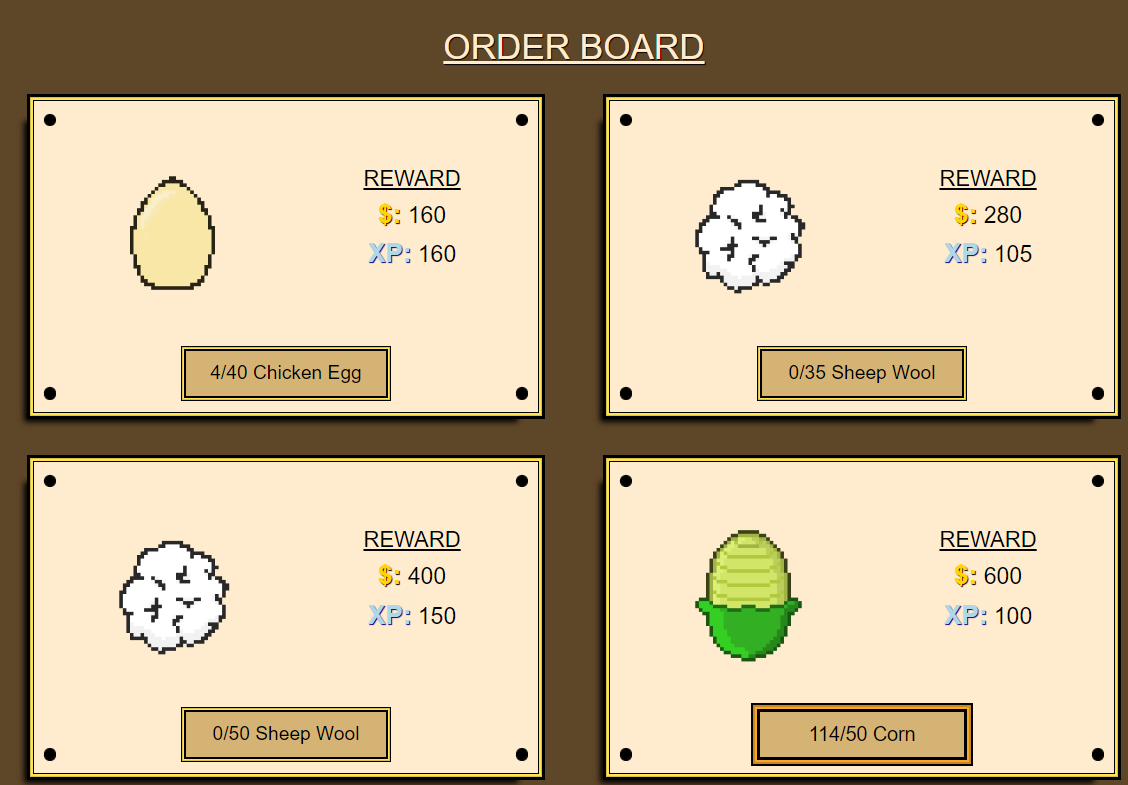 ORDER BOARD
REWARD
$: 160
XP: 160
4/40 Chicken Egg
REWARD
$: 280
XP: 105
0/35 Sheep Wool
REWARD
$: 400
XP: 150
0/50 Sheep Wool
REWARD
$: 600
XP: 100
114/50 Corn